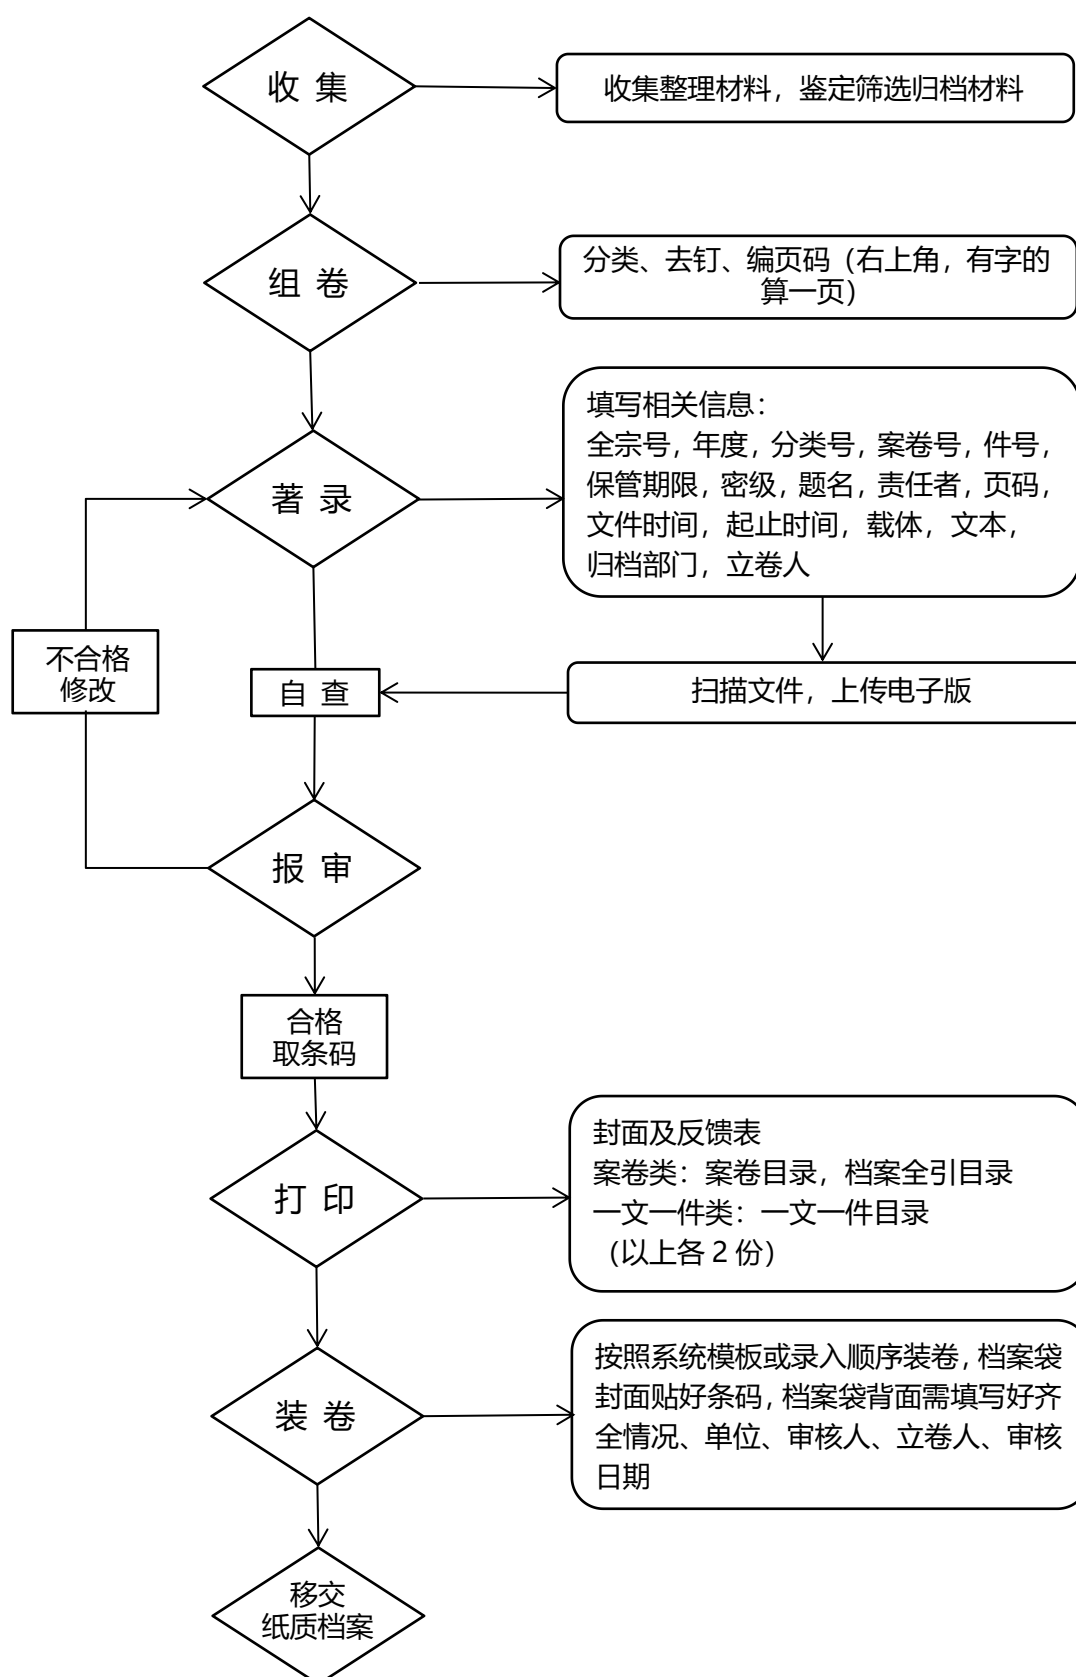 收 集
收集整理材料，鉴定筛选归档材料
组 卷
分类、去钉、编页码（右上角，有字的
算一页）
填写相关信息：
全宗号，年度，分类号，案卷号，件号，
保管期限，密级，题名，责任者，页码，
文件时间，起止时间，载体，文本，
归档部门，立卷人
著 录
不合格
修改
自 查
扫描文件，上传电子版
报 审
合格
取条码
打 印
封面及反馈表
案卷类：案卷目录，档案全引目录
一文一件类：一文一件目录
（以上各 2 份）
装 卷
按照系统模板或录入顺序装卷，档案袋
封面贴好条码，档案袋背面需填写好齐
全情况、单位、审核人、立卷人、审核
日期
移交
纸质档案